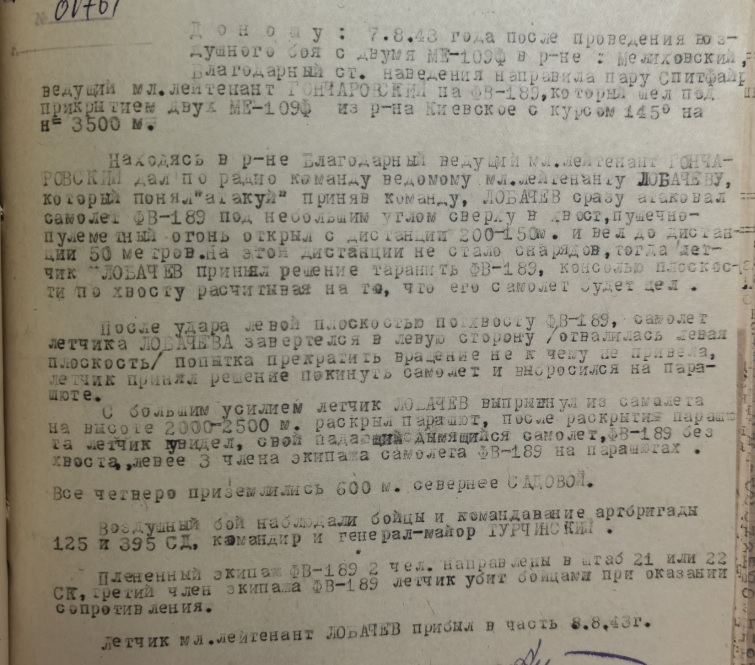 № 01761
Доношу: 7.8.43 года после проведения воз-
душного боя с двумя МЕ-109Ф в р-не : Мелиховский,
Благодарный ст. наведения направила пару Спитфайр
ведущий мл.лейтенант ГОНЧАРОВСКИЙ на ФВ-189,который шел под
прикрытием двух МЕ-109Ф из р-на Киевское с курсом 145° на
Н= 3500 м.
Находясь в р-не Благодарный ведущий мл.лейтенант ГОНЧА-
РОВСКИЙ дал по радио команду ведомому мл.лейтенанту ЛОБАЧЕВУ,
который понял"атакуй" приняв команду, ЛОБАЧЕВ сразу атаковал
самолет ФВ-189 под небольшим углом сверху в хвост,пушечно-
пулеметный огонь открыл с дистанции 200-150м. и вел до дистан-
ции 50 метров.на этой дистанции не стало снарядов,тогда лет-
чик ЛОБАЧЕВ принял решение таранить ФВ-189, консолью плоскос-
ти по хвосту расчитывая на то, что его самолет будет цел .
После удара левой плоскостью по хвосту ФВ-189, самолет
летчика ЛОБАЧЕВА завертелся в левую сторону /отвалилась левая
плоскость/ попытка прекратить вращение не к чему не привела,
летчик принял решение покинуть самолет и выбросился на пара-
шюте.
С большим усилием летчик ЛОБАЧЕВ выпрыгнул из самолета
на высоте 2000-2500 м. раскрыл парашют, после раскрытия парашю-
та летчик увидел, свой падающий дымящийся самолет,ФВ-189 без
хвоста,,левее 3 члена экипажа самолета ФВ-189 на парашютах .
Все четверо приземлились 600 м. севернее САДОВОЙ.
Воздушный бой наблюдали бойцы и командавание артбригады
125 и 395 СД, командир и генерал-майор ТУРЧИНСКИЙ .
Плененный экипаж ФВ-189 2 чел. направлены в штаб 21 или 22
СК, третий член экипажа ФВ-189 летчик убит бойцами при оказании
сопротивления.
Летчик мл.лейтенант ЛОБАЧЕВ прибыл в часть 8.8.43г.